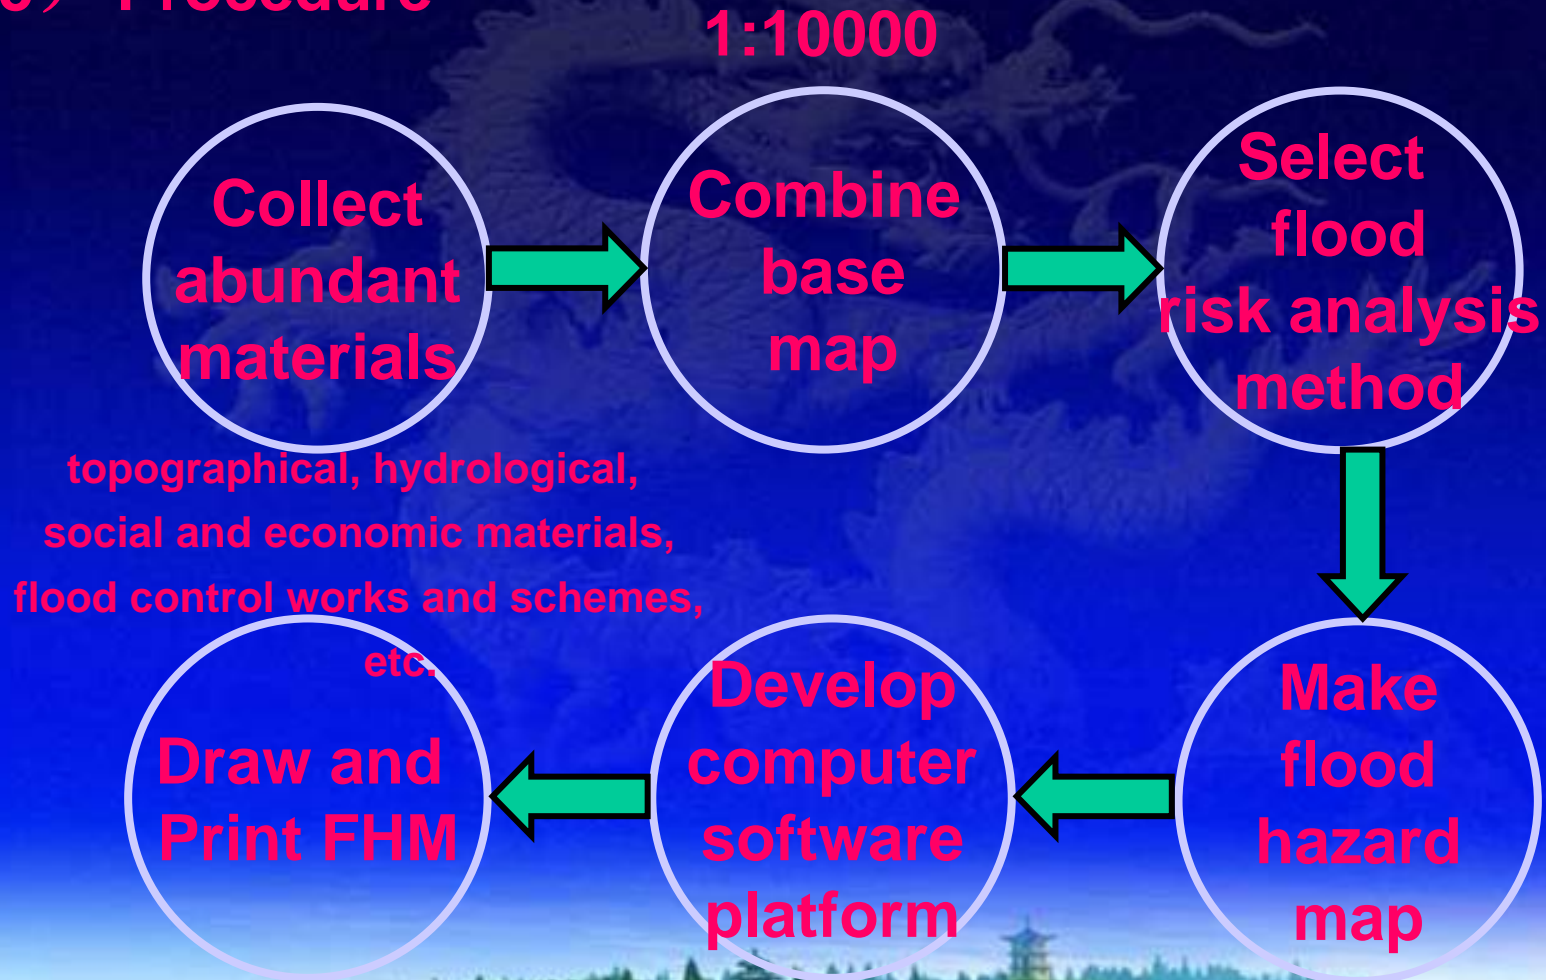 Procedure
1:10000
Collect
abundant
materials
Combine
base
map
Select
flood
risk analysis
method
topographical, hydrological,
social and economic materials,
flood control works and schemes,
etc.
Make
flood
hazard
map
Develop
computer
software
platform
Draw and
Print FHM